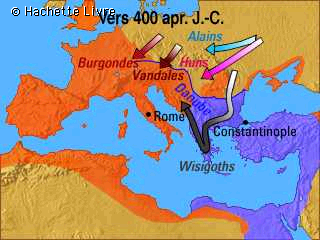 © Hachette Livre
Vers 400 apr. J.-C.
Alains
Burgondes
Huns
Vandales
Danube
Rome
Constantinople
Wisigoths